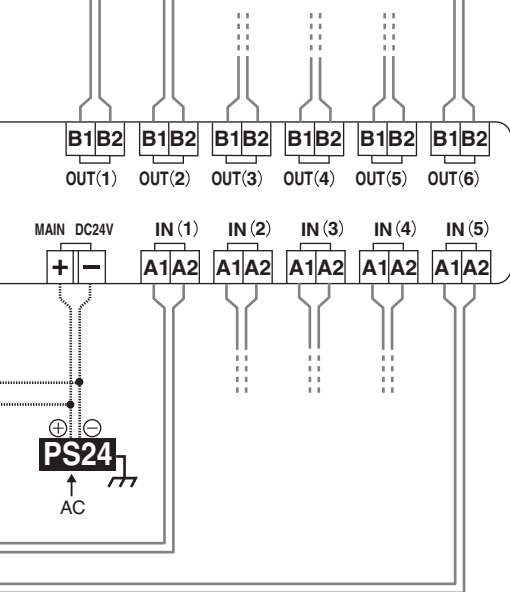 B1 B2 B1 B2 B1 B2 B1 B2 B1 B2 B1 B2
OUT(1) OUT(2) OUT(3) OUT(4) OUT(5) OUT(6)
MAIN DC24V IN(1) IN(2) IN(3) IN(4) IN(5)
+ − A1 A2 A1 A2 A1 A2 A1 A2 A1 A2
+ −
PS24
AC